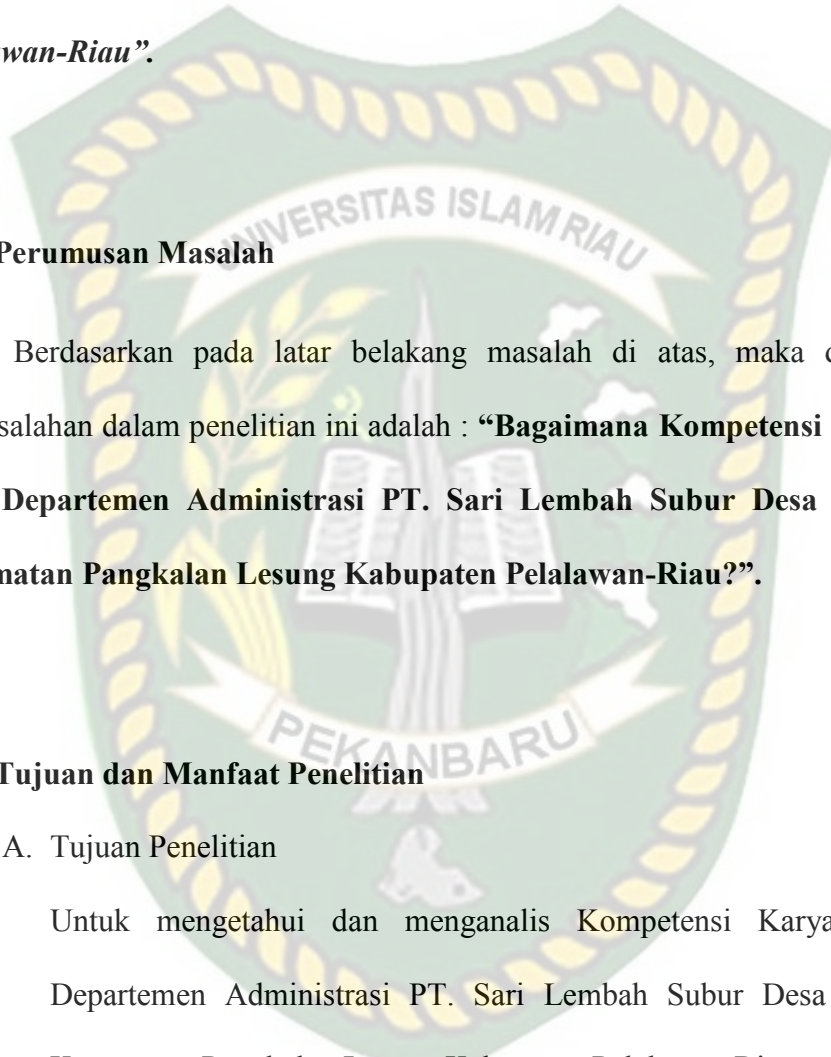 awan-Riau”.
UNIVERSITAS ISLAM RIAU
Perumusan Masalah
Berdasarkan pada latar belakang masalah di atas, maka
salahan dalam penelitian ini adalah : “Bagaimana Kompetensi
Departemen Administrasi PT. Sari Lembah Subur Desa
matan Pangkalan Lesung Kabupaten Pelalawan-Riau?”.
PEKANBARU
Tujuan dan Manfaat Penelitian
A. Tujuan Penelitian
Untuk mengetahui dan menganalis Kompetensi Karya
Departemen Administrasi PT. Sari Lembah Subur Desa